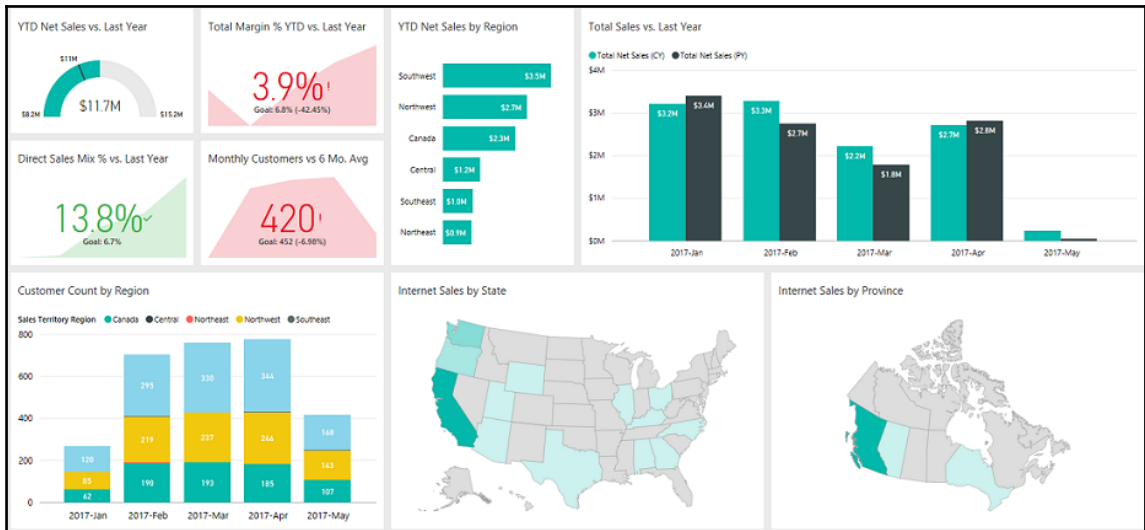 YTD Net Sales vs. Last Year
$11M
$11.7M
$8.2M
$15.2M
Total Margin % YTD vs. Last Year
3.9%!
Goal: 6.8% (-42.45%)
Direct Sales Mix % vs. Last Year
13.8%✓
Goal: 6.7%
Monthly Customers vs 6 Mo. Avg
420!
Goal: 452 (-6.98%)
YTD Net Sales by Region
Southwest $3.5M
Northwest $2.7M
Canada $2.3M
Central $1.2M
Southeast $1.0M
Northeast $0.9M
Total Sales vs. Last Year
Total Net Sales (CY) Total Net Sales (PY)
$4M
$3M
$2M
$1M
$0M
$3.2M $3.4M
$3.3M $2.7M
$2.2M $1.8M
$2.7M $2.8M
2017-Jan 2017-Feb 2017-Mar 2017-Apr 2017-May
Customer Count by Region
Sales Territory Region Canada Central Northeast Northwest Southeast
800
600
400
200
0
120 295 330 344 168
85 219 237 244 143
62 190 193 185 107
2017-Jan 2017-Feb 2017-Mar 2017-Apr 2017-May
Internet Sales by State
Internet Sales by Province